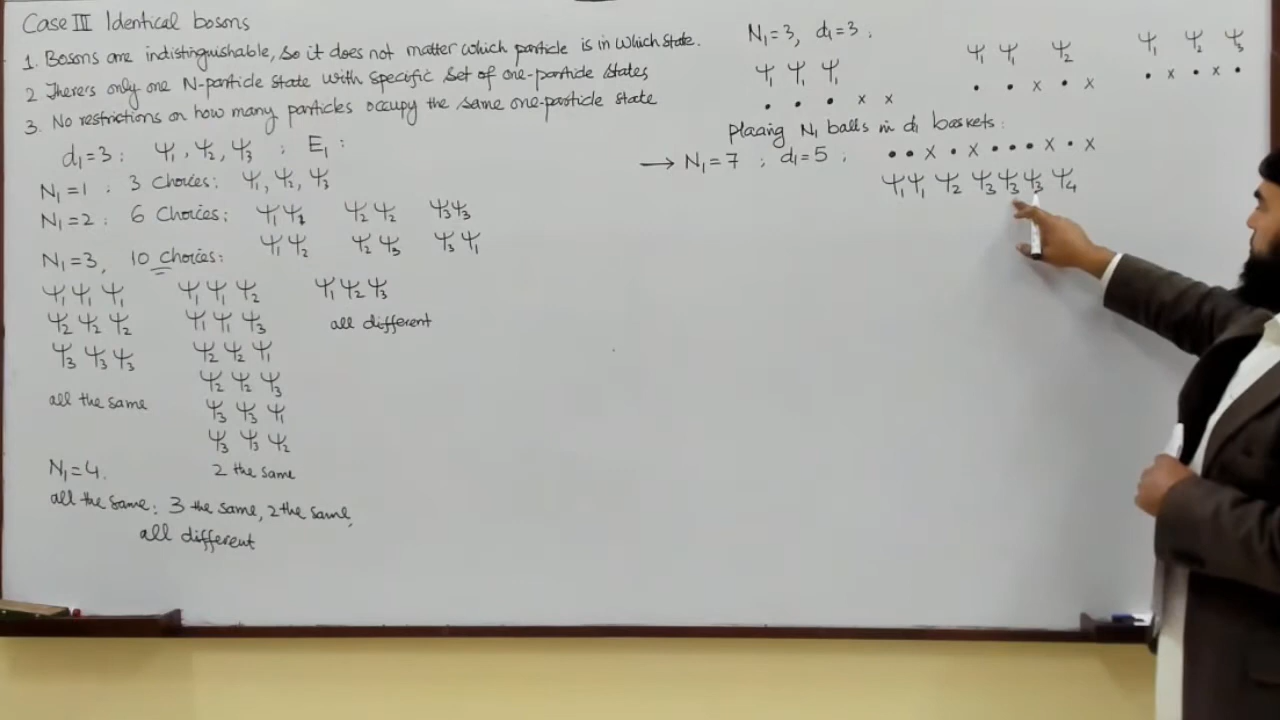 Case III Identical bosons
1. Bosons are indistinguishable, so it does not matter which particle is in which state.
2 There's only one N-particle state with specific set of one-particle states
3. No restrictions on how many particles occupy the same one-particle state
d₁=3 : Ψ₁, Ψ₂, Ψ₃ ; E₁ :
N₁=1 ; 3 Choices: Ψ₁, Ψ₂, Ψ₃
N₁=2 : 6 Choices: Ψ₁Ψ₁ Ψ₂Ψ₂ Ψ₃Ψ₃
Ψ₁Ψ₂ Ψ₂Ψ₃ Ψ₃Ψ₁
N₁=3, 10 Choices:
Ψ₁Ψ₁Ψ₁ Ψ₁Ψ₁Ψ₂ Ψ₁Ψ₂Ψ₃
Ψ₂Ψ₂Ψ₂ Ψ₁Ψ₁Ψ₃ all different
Ψ₃Ψ₃Ψ₃ Ψ₂Ψ₂Ψ₁
Ψ₂Ψ₂Ψ₃
all the same Ψ₃Ψ₃Ψ₁
Ψ₃Ψ₃Ψ₂
N₁=4. 2 the same
all the same; 3 the same, 2 the same,
all different
N₁=3, d₁=3 ;
Ψ₁ Ψ₁ Ψ₁ Ψ₁ Ψ₁ Ψ₂ Ψ₁ Ψ₂ Ψ₃
• • • x x • • x • x • x • x •
Placing N₁ balls in d₁ baskets:
→ N₁=7 ; d₁=5 ; • • x • x • • • x • x
Ψ₁Ψ₁ Ψ₂ Ψ₃Ψ₃Ψ₃ Ψ₄